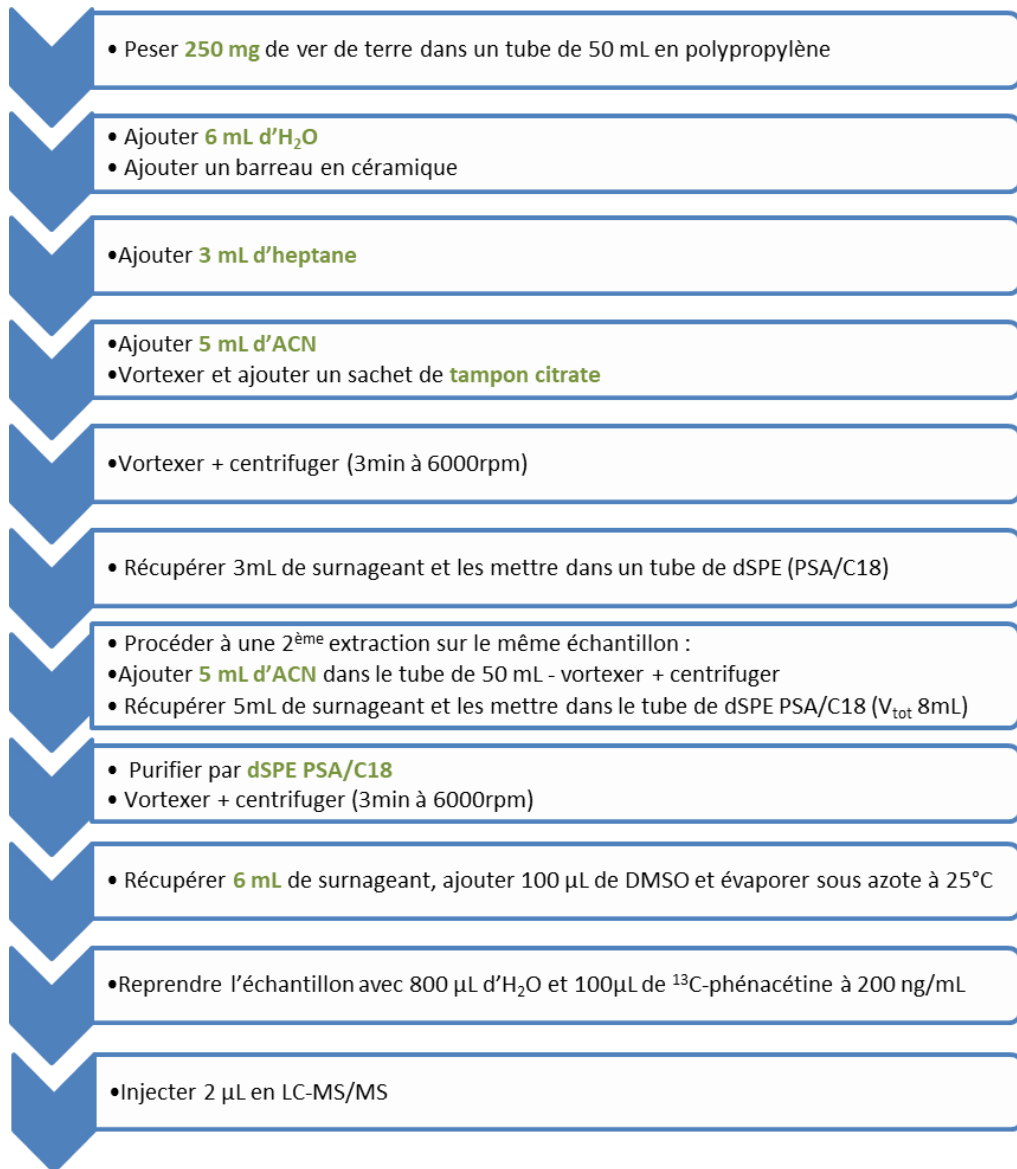 • Peser 250 mg de ver de terre dans un tube de 50 mL en polypropylène
• Ajouter 6 mL d’H₂O
• Ajouter un barreau en céramique
•Ajouter 3 mL d’heptane
•Ajouter 5 mL d’ACN
•Vortexer et ajouter un sachet de tampon citrate
•Vortexer + centrifuger (3min à 6000rpm)
• Récupérer 3mL de surnageant et les mettre dans un tube de dSPE (PSA/C18)
• Procéder à une 2ème extraction sur le même échantillon :
•Ajouter 5 mL d’ACN dans le tube de 50 mL - vortexer + centrifuger
• Récupérer 5mL de surnageant et les mettre dans le tube de dSPE PSA/C18 (Vtot 8mL)
• Purifier par dSPE PSA/C18
• Vortexer + centrifuger (3min à 6000rpm)
• Récupérer 6 mL de surnageant, ajouter 100 µL de DMSO et évaporer sous azote à 25°C
•Reprendre l’échantillon avec 800 µL d’H₂O et 100µL de ¹³C-phénacétine à 200 ng/mL
•Injecter 2 µL en LC-MS/MS